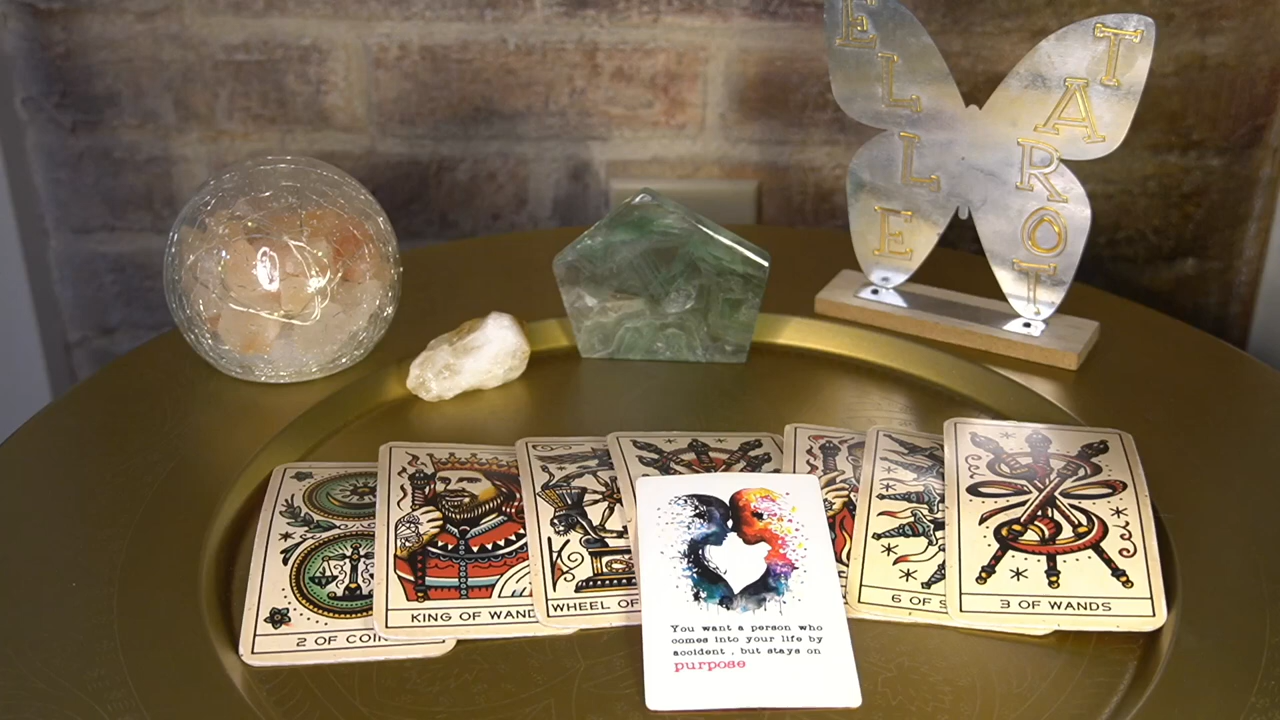 ELLE
TAROT
2 OF COIN
KING OF WAND
WHEEL OF
6 OF S
3 OF WANDS
You want a person who
comes into your life by
accident , but stays on
purpose